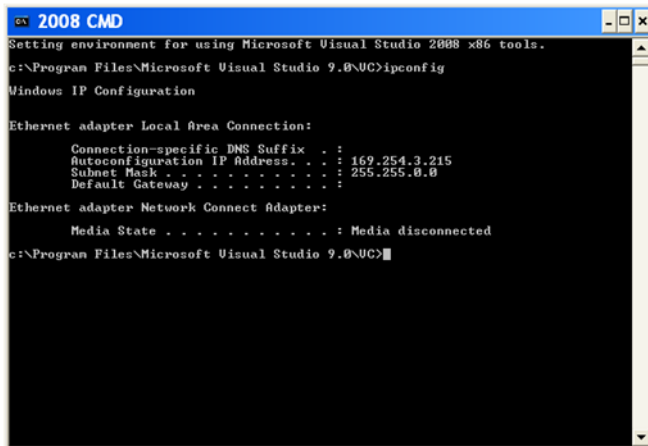 2008 CMD
Setting environment for using Microsoft Visual Studio 2008 x86 tools.
c:\Program Files\Microsoft Visual Studio 9.0\VC>ipconfig
Windows IP Configuration
Ethernet adapter Local Area Connection:
Connection-specific DNS Suffix  . :
Autoconfiguration IP Address. . . : 169.254.3.215
Subnet Mask . . . . . . . . . . . : 255.255.0.0
Default Gateway . . . . . . . . . :
Ethernet adapter Network Connect Adapter:
Media State . . . . . . . . . . . : Media disconnected
c:\Program Files\Microsoft Visual Studio 9.0\VC>